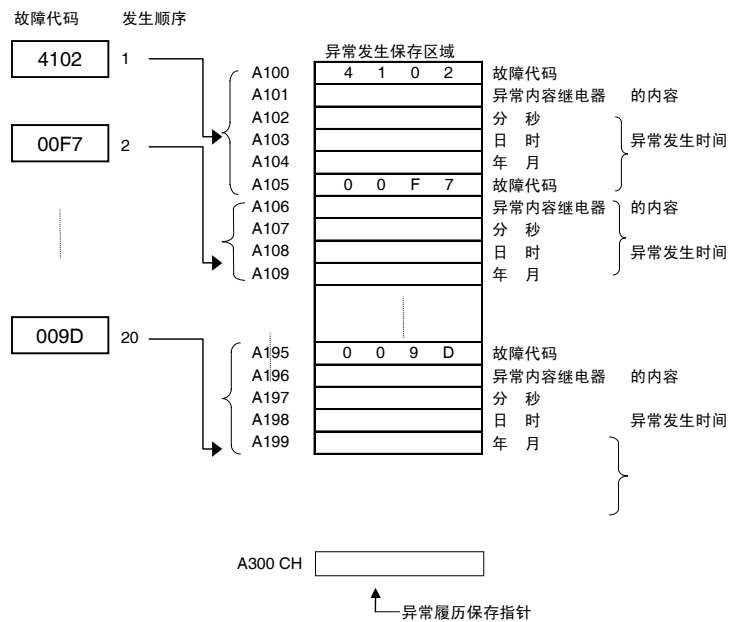 故障代码 发生顺序
4102 1
异常发生保存区域
A100 4 1 0 2 故障代码
A101 异常内容继电器 的内容
A102 分 秒
00F7 2
A103 日 时 异常发生时间
A104 年 月
A105 0 0 F 7 故障代码
A106 异常内容继电器 的内容
A107 分 秒
A108 日 时 异常发生时间
A109 年 月
009D 20
A195 0 0 9 D 故障代码
A196 异常内容继电器 的内容
A197 分 秒
A198 日 时 异常发生时间
A199 年 月
A300 CH
异常履历保存指针